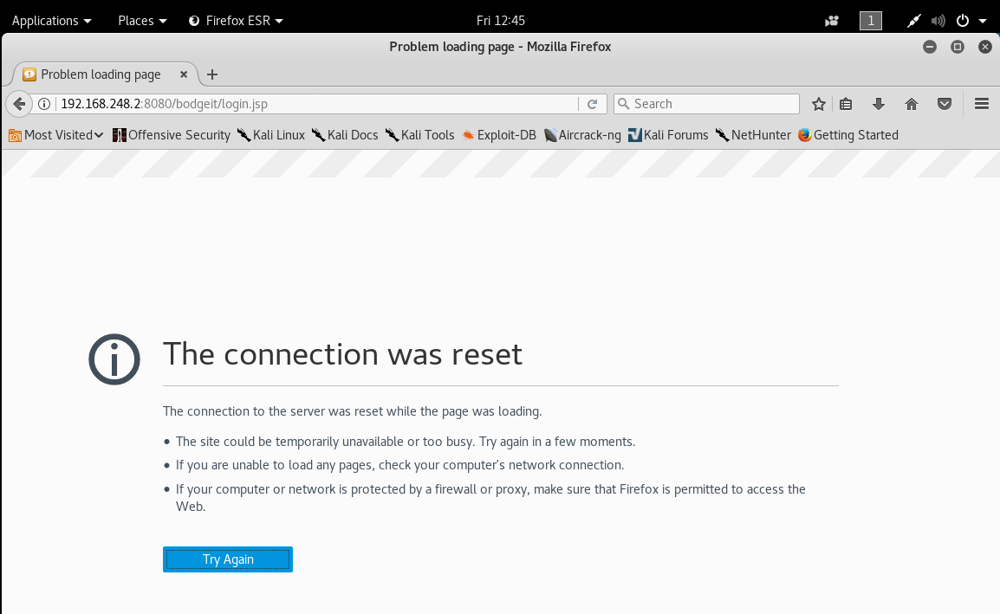 Applications Places Firefox ESR Fri 12:45 1
Problem loading page - Mozilla Firefox
Problem loading page
192.168.248.2:8080/bodgeit/login.jsp Search
Most Visited Offensive Security Kali Linux Kali Docs Kali Tools Exploit-DB Aircrack-ng Kali Forums NetHunter Getting Started
The connection was reset
The connection to the server was reset while the page was loading.
• The site could be temporarily unavailable or too busy. Try again in a few moments.
• If you are unable to load any pages, check your computer's network connection.
• If your computer or network is protected by a firewall or proxy, make sure that Firefox is permitted to access the
Web.
Try Again